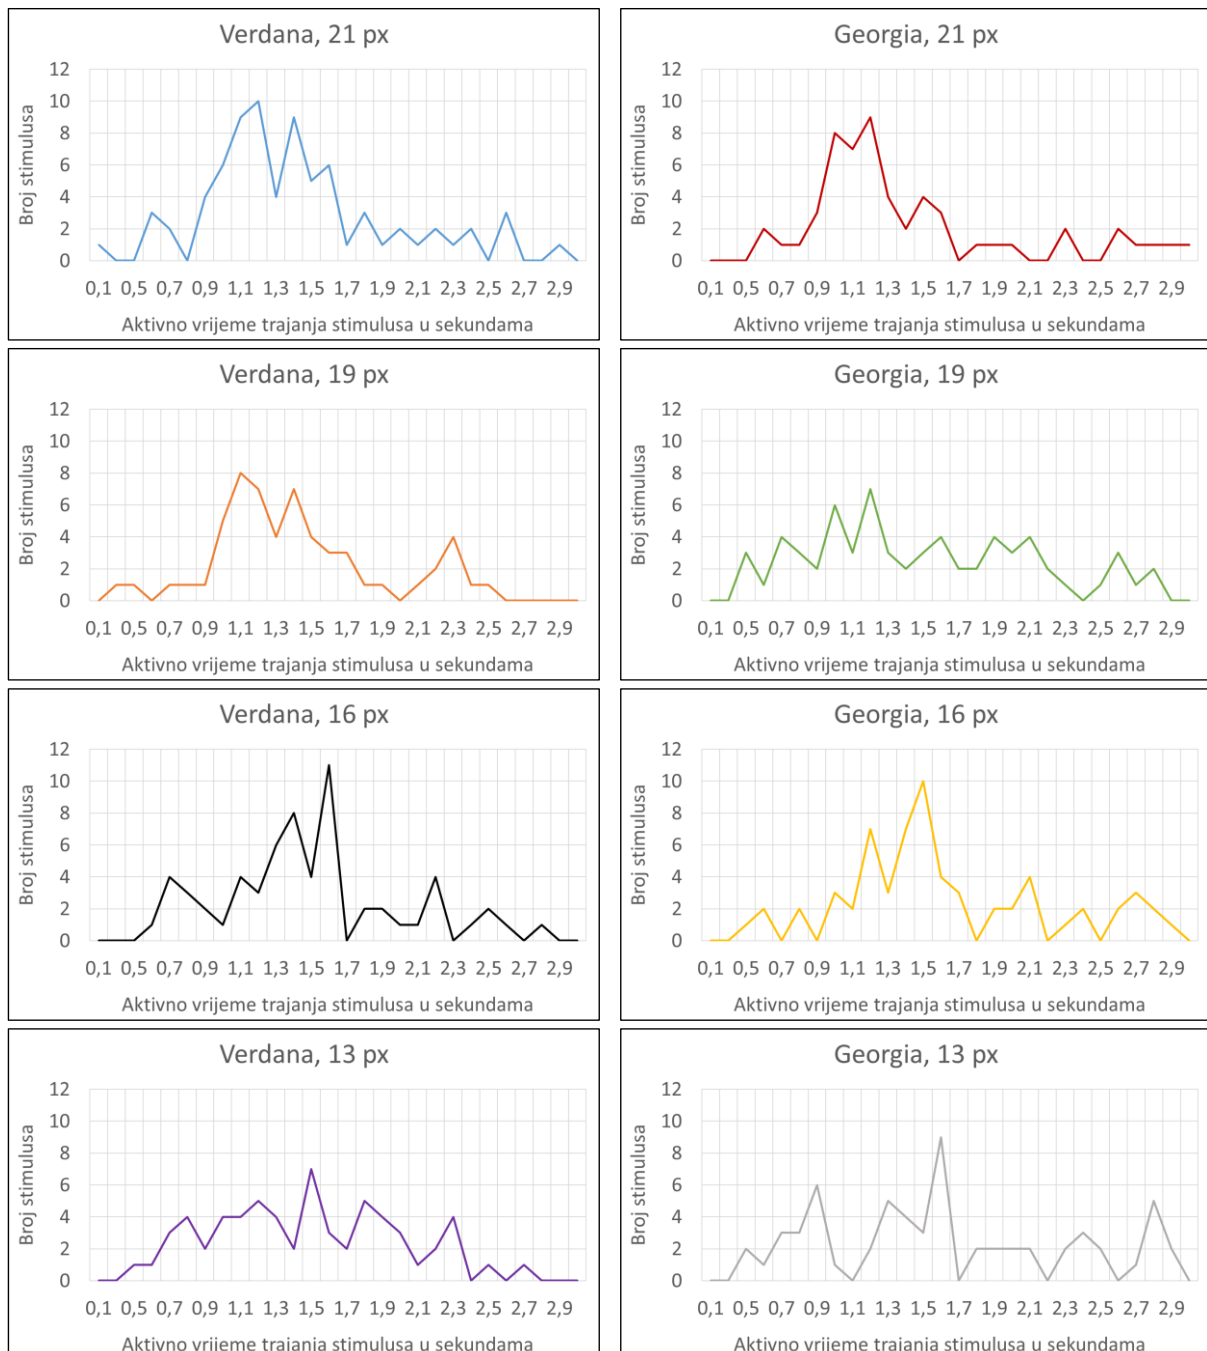 Verdana, 21 px
12
10
8
6
4
2
0
Broj stimulusa
0,1 0,5 0,7 0,9 1,1 1,3 1,5 1,7 1,9 2,1 2,3 2,5 2,7 2,9
Aktivno vrijeme trajanja stimulusa u sekundama
Georgia, 21 px
12
10
8
6
4
2
0
Broj stimulusa
0,1 0,5 0,7 0,9 1,1 1,3 1,5 1,7 1,9 2,1 2,3 2,5 2,7 2,9
Aktivno vrijeme trajanja stimulusa u sekundama
Verdana, 19 px
12
10
8
6
4
2
0
Broj stimulusa
0,1 0,5 0,7 0,9 1,1 1,3 1,5 1,7 1,9 2,1 2,3 2,5 2,7 2,9
Aktivno vrijeme trajanja stimulusa u sekundama
Georgia, 19 px
12
10
8
6
4
2
0
Broj stimulusa
0,1 0,5 0,7 0,9 1,1 1,3 1,5 1,7 1,9 2,1 2,3 2,5 2,7 2,9
Aktivno vrijeme trajanja stimulusa u sekundama
Verdana, 16 px
12
10
8
6
4
2
0
Broj stimulusa
0,1 0,5 0,7 0,9 1,1 1,3 1,5 1,7 1,9 2,1 2,3 2,5 2,7 2,9
Aktivno vrijeme trajanja stimulusa u sekundama
Georgia, 16 px
12
10
8
6
4
2
0
Broj stimulusa
0,1 0,5 0,7 0,9 1,1 1,3 1,5 1,7 1,9 2,1 2,3 2,5 2,7 2,9
Aktivno vrijeme trajanja stimulusa u sekundama
Verdana, 13 px
12
10
8
6
4
2
0
Broj stimulusa
0,1 0,5 0,7 0,9 1,1 1,3 1,5 1,7 1,9 2,1 2,3 2,5 2,7 2,9
Aktivno vrijeme trajanja stimulusa u sekundama
Georgia, 13 px
12
10
8
6
4
2
0
Broj stimulusa
0,1 0,5 0,7 0,9 1,1 1,3 1,5 1,7 1,9 2,1 2,3 2,5 2,7 2,9
Aktivno vrijeme trajanja stimulusa u sekundama